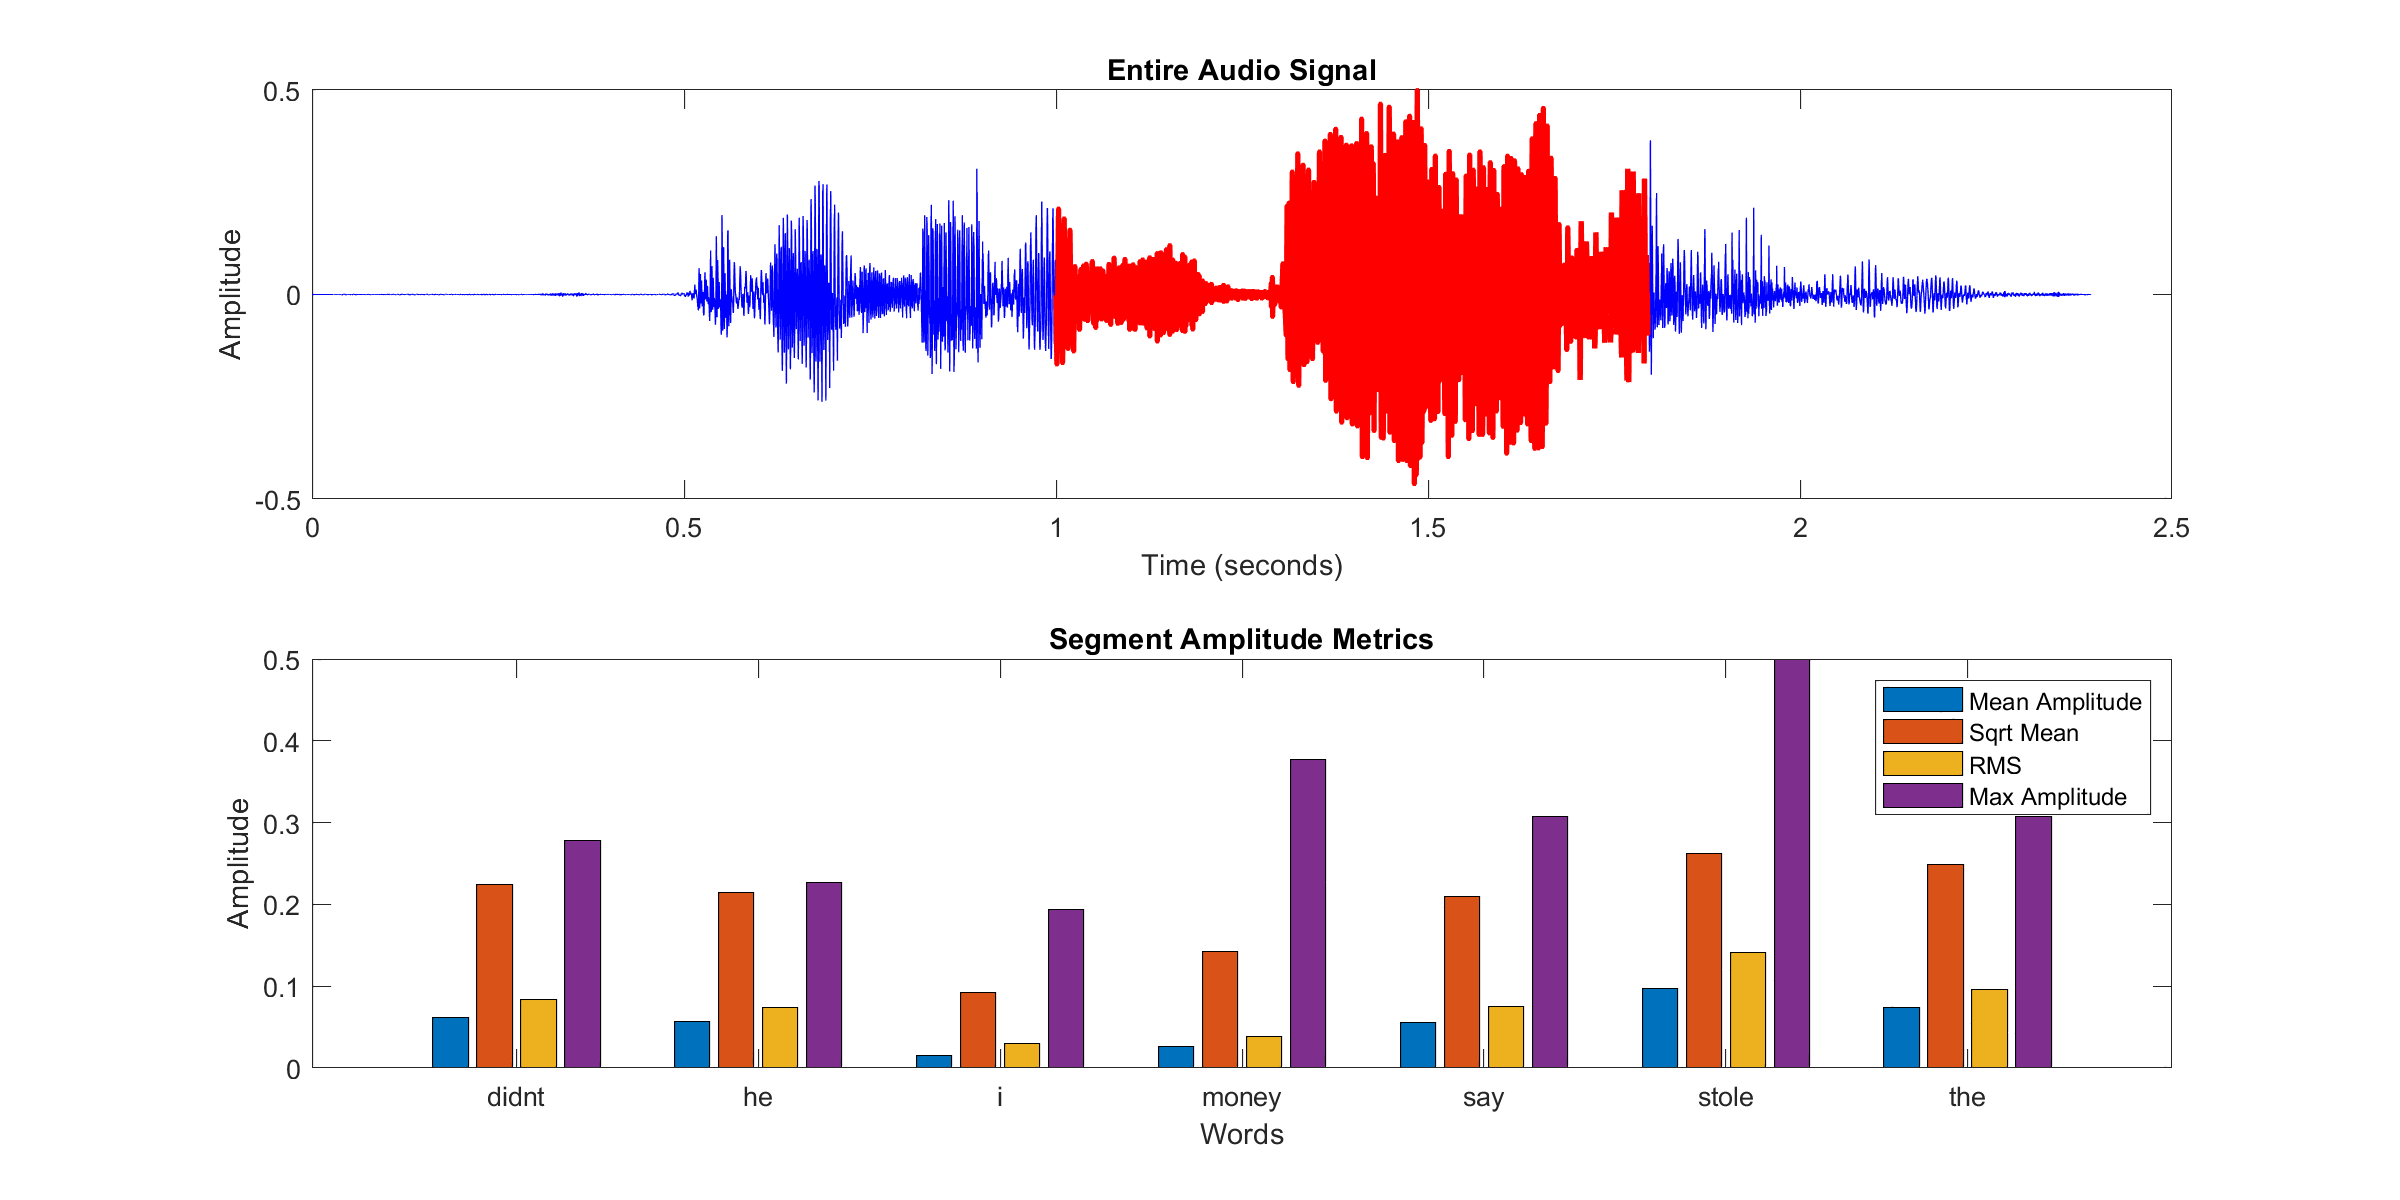 Entire Audio Signal
0.5
0
-0.5
Amplitude
0 0.5 1 1.5 2 2.5
Time (seconds)
Segment Amplitude Metrics
0.5
0.4
0.3
0.2
0.1
0
Amplitude
Mean Amplitude
Sqrt Mean
RMS
Max Amplitude
didnt he i money say stole the
Words